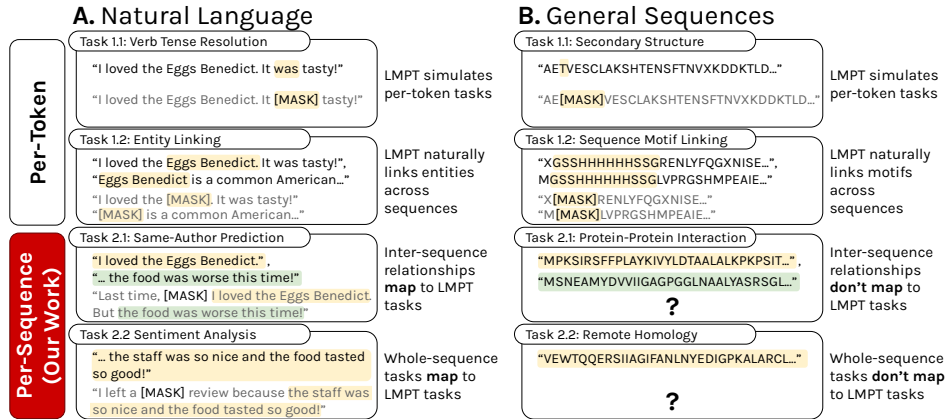 A. Natural Language
B. General Sequences
Per-Token
Task 1.1: Verb Tense Resolution
“I loved the Eggs Benedict. It was tasty!”
“I loved the Eggs Benedict. It [MASK] tasty!”
LMPT simulates
per-token tasks
Task 1.1: Secondary Structure
“AETVESCLAKSHTENSFTNVXKDDKTLD...”
“AE[MASK]VESCLAKSHTENSFTNVXKDDKTLD...”
LMPT simulates
per-token tasks
Task 1.2: Entity Linking
“I loved the Eggs Benedict. It was tasty!”,
“Eggs Benedict is a common American...”
“I loved the [MASK]. It was tasty!”
“[MASK] is a common American...”
LMPT naturally
links entities
across
sequences
Task 1.2: Sequence Motif Linking
“XGSSHHHHHHSSGRENLYFQGXNISE...”,
MGSSHHHHHHSSGLVPRGSHMPEAIE...”
“X[MASK]RENLYFQGXNISE...”
“M[MASK]LVPRGSHMPEAIE...”
LMPT naturally
links motifs
across
sequences
Per-Sequence
(Our Work)
Task 2.1: Same-Author Prediction
“I loved the Eggs Benedict.” ,
“... the food was worse this time!”
“Last time, [MASK] I loved the Eggs Benedict.
But the food was worse this time!”
Inter-sequence
relationships
map to LMPT
tasks
Task 2.1: Protein-Protein Interaction
“MPKSIRSFFPLAYKIVYLDTAALALKPKPSIT...” ,
“MSNEAMYDVVIIGAGPGGLNAALYASRSGL...”
?
Inter-sequence
relationships
don’t map to
LMPT tasks
Task 2.2 Sentiment Analysis
“... the staff was so nice and the food tasted
so good!”
“I left a [MASK] review because the staff was
so nice and the food tasted so good!”
Whole-sequence
tasks map to
LMPT tasks
Task 2.2: Remote Homology
“VEWTQQERSIIAGIFANLNYEDIGPKALARCL...”
?
Whole-sequence
tasks don’t map
to LMPT tasks